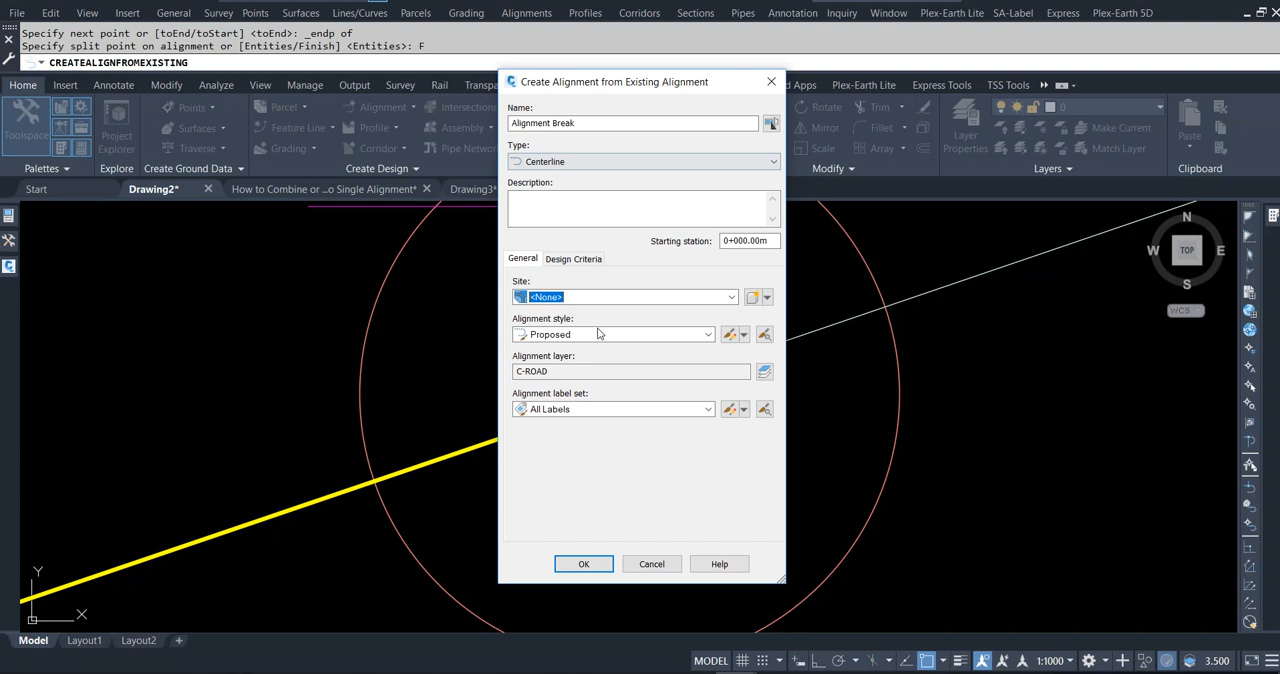 File Edit View Insert General Survey Points Surfaces Lines/Curves Parcels Grading Alignments Profiles Corridors Sections Pipes Annotation Inquiry Window Plex-Earth Lite SA-Label Express Plex-Earth 5D
Specify next point or [toEnd/toStart] <toEnd>: _endp of
Specify split point on alignment or [Entities/Finish] <Entities>: F
CREATEALIGNFROMEXISTING
Home Insert Annotate Modify Analyze View Manage Output Survey Rail Transpa
d Apps Plex-Earth Lite Express Tools TSS Tools
Toolspace
Project
Explorer
Points
Surfaces
Traverse
Parcel
Feature Line
Grading
Alignment
Profile
Corridor
Intersections
Assembly
Pipe Network
Rotate Trim
Mirror Fillet
Scale Array
Layer
Properties
0
Make Current
Match Layer
Paste
Palettes Explore Create Ground Data Create Design Modify Layers Clipboard
Start Drawing2* How to Combine or ...o Single Alignment* Drawing3*
Create Alignment from Existing Alignment
Name:
Alignment Break
Type:
Centerline
Description:
Starting station: 0+000.00m
General Design Criteria
Site:
<None>
Alignment style:
Proposed
Alignment layer:
C-ROAD
Alignment label set:
All Labels
OK Cancel Help
N
W TOP E
S
WCS
Y
X
Model Layout1 Layout2 +
MODEL 1:1000 3.500